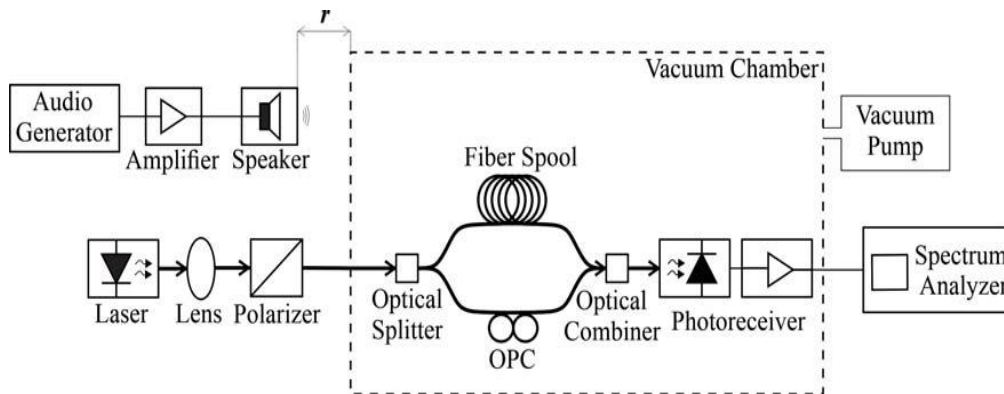 r
Vacuum Chamber
Audio
Generator
Amplifier
Speaker
Vacuum
Pump
Fiber Spool
Laser
Lens
Polarizer
Optical
Splitter
OPC
Optical
Combiner
Photoreceiver
Spectrum
Analyzer